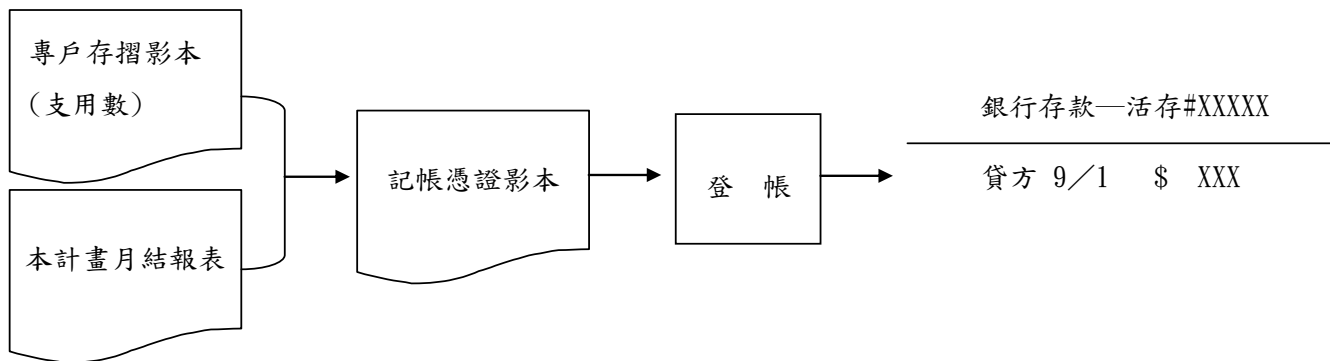 專戶存摺影本
(支用數)
本計畫月結報表
記帳憑證影本
登 帳
銀行存款—活存#XXXXX
貸方 9／1 $ XXX